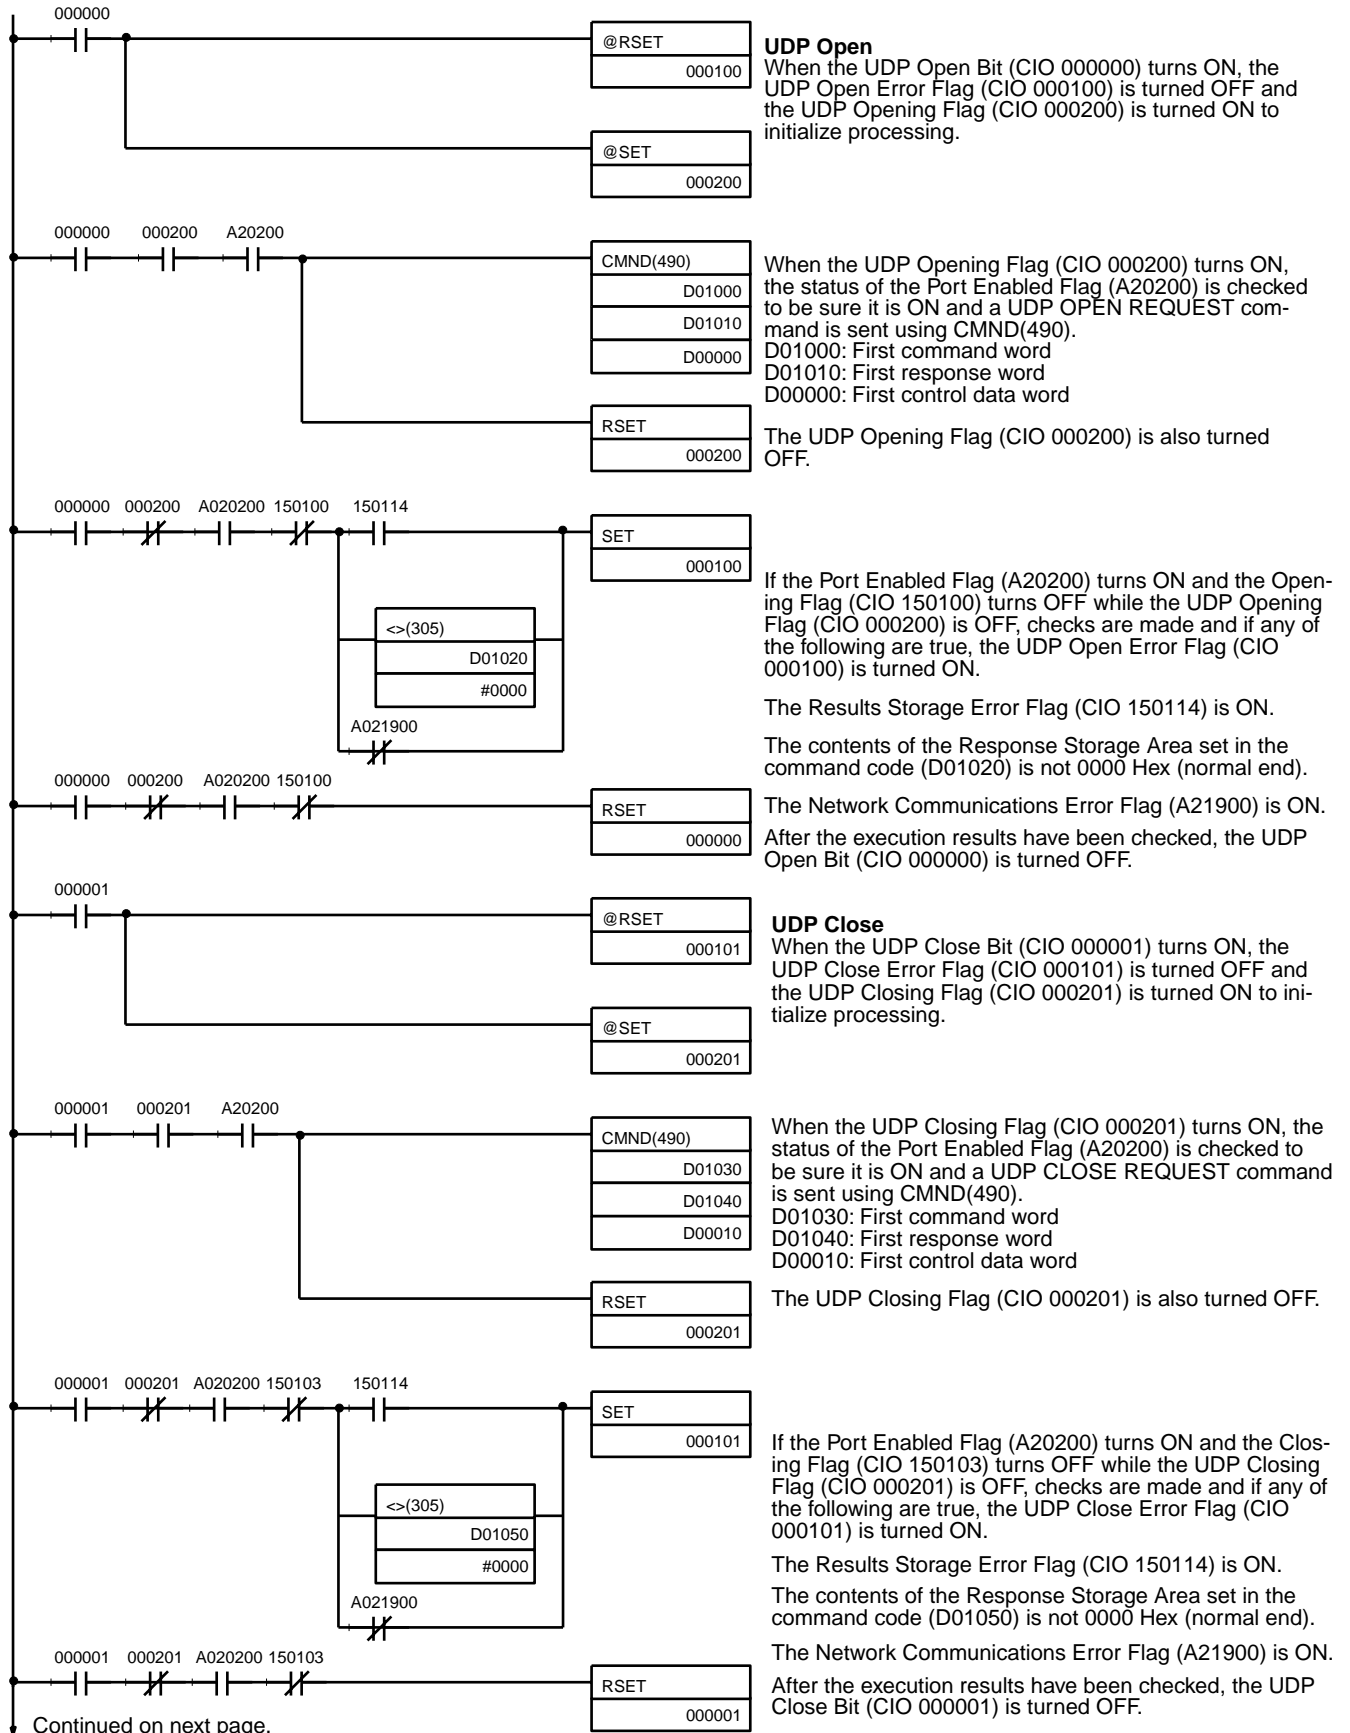 000000
@RSET
000100
UDP Open
When the UDP Open Bit (CIO 000000) turns ON, the
UDP Open Error Flag (CIO 000100) is turned OFF and
the UDP Opening Flag (CIO 000200) is turned ON to
initialize processing.
@SET
000200
000000 000200 A20200
CMND(490)
D01000
D01010
D00000
When the UDP Opening Flag (CIO 000200) turns ON,
the status of the Port Enabled Flag (A20200) is checked
to be sure it is ON and a UDP OPEN REQUEST com-
mand is sent using CMND(490).
D01000: First command word
D01010: First response word
D00000: First control data word
RSET
000200
The UDP Opening Flag (CIO 000200) is also turned
OFF.
000000 000200 A020200 150100 150114
SET
000100
<>(305)
D01020
#0000
A021900
If the Port Enabled Flag (A20200) turns ON and the Open-
ing Flag (CIO 150100) turns OFF while the UDP Opening
Flag (CIO 000200) is OFF, checks are made and if any of
the following are true, the UDP Open Error Flag (CIO
000100) is turned ON.
The Results Storage Error Flag (CIO 150114) is ON.
The contents of the Response Storage Area set in the
command code (D01020) is not 0000 Hex (normal end).
The Network Communications Error Flag (A21900) is ON.
000000 000200 A020200 150100
RSET
000000
After the execution results have been checked, the UDP
Open Bit (CIO 000000) is turned OFF.
000001
@RSET
000101
UDP Close
When the UDP Close Bit (CIO 000001) turns ON, the
UDP Close Error Flag (CIO 000101) is turned OFF and
the UDP Closing Flag (CIO 000201) is turned ON to ini-
tialize processing.
@SET
000201
000001 000201 A20200
CMND(490)
D01030
D01040
D00010
When the UDP Closing Flag (CIO 000201) turns ON, the
status of the Port Enabled Flag (A20200) is checked to
be sure it is ON and a UDP CLOSE REQUEST command
is sent using CMND(490).
D01030: First command word
D01040: First response word
D00010: First control data word
RSET
000201
The UDP Closing Flag (CIO 000201) is also turned OFF.
000001 000201 A020200 150103 150114
SET
000101
<>(305)
D01050
#0000
A021900
If the Port Enabled Flag (A20200) turns ON and the Clos-
ing Flag (CIO 150103) turns OFF while the UDP Closing
Flag (CIO 000201) is OFF, checks are made and if any of
the following are true, the UDP Close Error Flag (CIO
000101) is turned ON.
The Results Storage Error Flag (CIO 150114) is ON.
The contents of the Response Storage Area set in the
command code (D01050) is not 0000 Hex (normal end).
The Network Communications Error Flag (A21900) is ON.
000001 000201 A020200 150103
RSET
000001
After the execution results have been checked, the UDP
Close Bit (CIO 000001) is turned OFF.
Continued on next page.